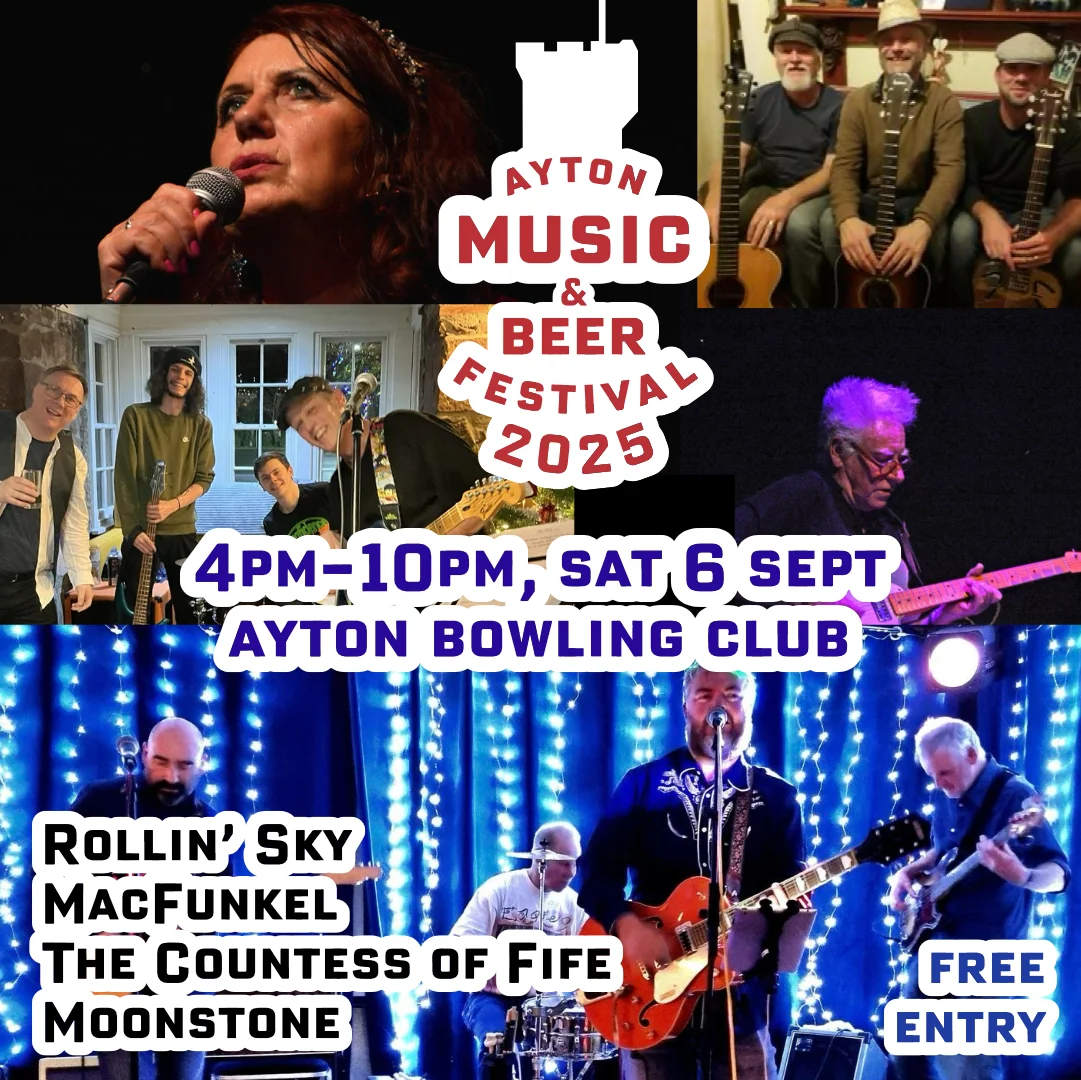 AYTON
MUSIC
&
BEER
FESTIVAL
2025
4PM–10PM, SAT 6 SEPT
AYTON BOWLING CLUB
ROLLIN’ SKY
MACFUNKEL
THE COUNTESS OF FIFE
MOONSTONE
FREE
ENTRY